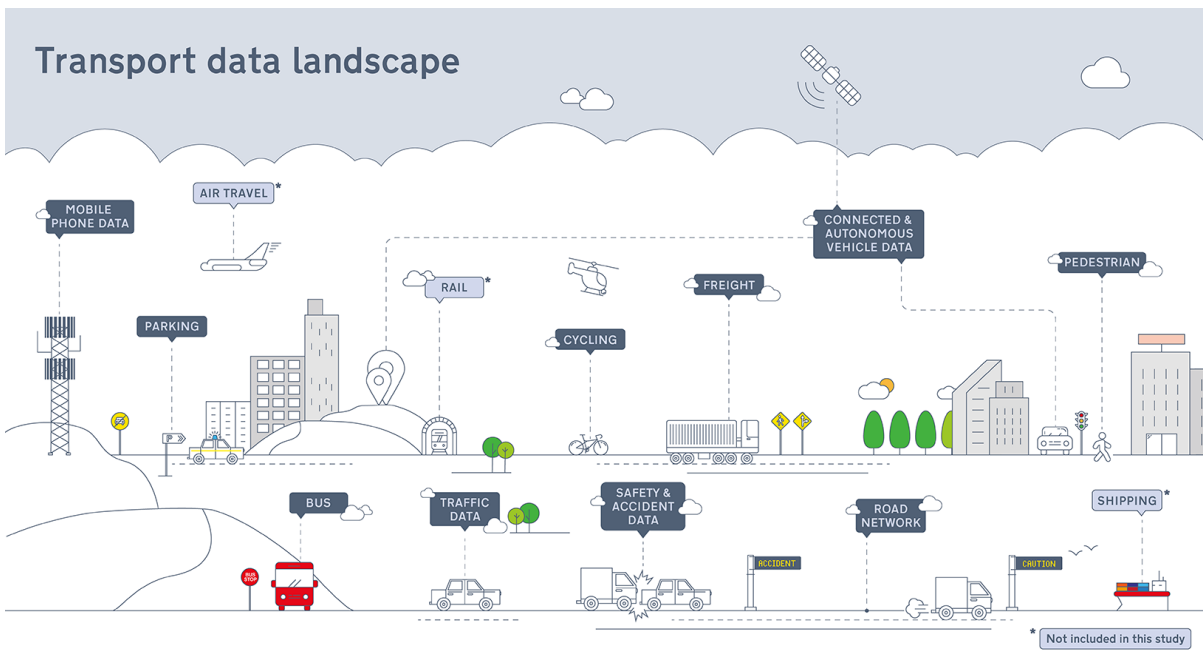 Transport data landscape
MOBILE
PHONE DATA
AIR TRAVEL*
CONNECTED &
AUTONOMOUS
VEHICLE DATA
PEDESTRIAN
RAIL*
FREIGHT
PARKING
CYCLING
P
BUS
TRAFFIC
DATA
SAFETY &
ACCIDENT
DATA
ROAD
NETWORK
SHIPPING*
BUS
STOP
ACCIDENT
CAUTION
* Not included in this study